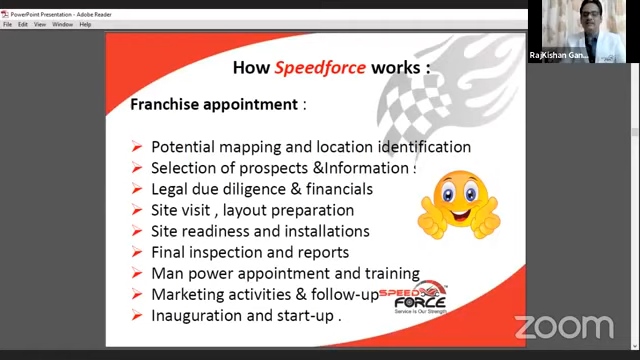 PowerPoint Presentation - Adobe Reader
File Edit View Window Help
RajKishan Gan...
How Speedforce works :
Franchise appointment :
Potential mapping and location identification
Selection of prospects &Information
Legal due diligence & financials
Site visit , layout preparation
Site readiness and installations
Final inspection and reports
Man power appointment and training
Marketing activities & follow-up
Inauguration and start-up .
SPEED
FORCE
Service is Our Strength
zoom